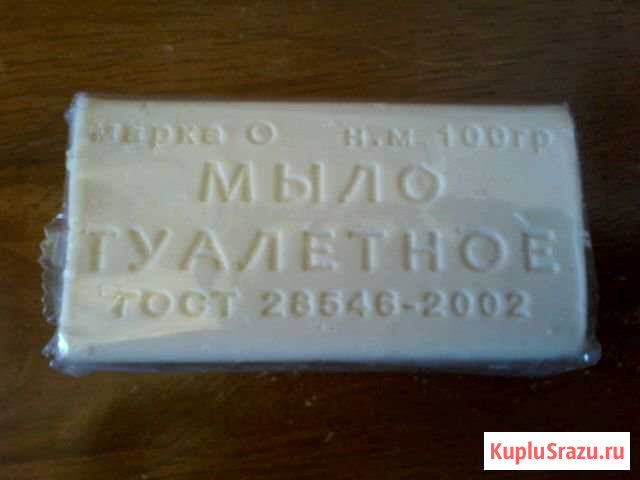 марка О н.м. 100гр
МЫЛО
ТУАЛЕТНОЕ
ГОСТ 28546-2002
KupluSrazu.ru